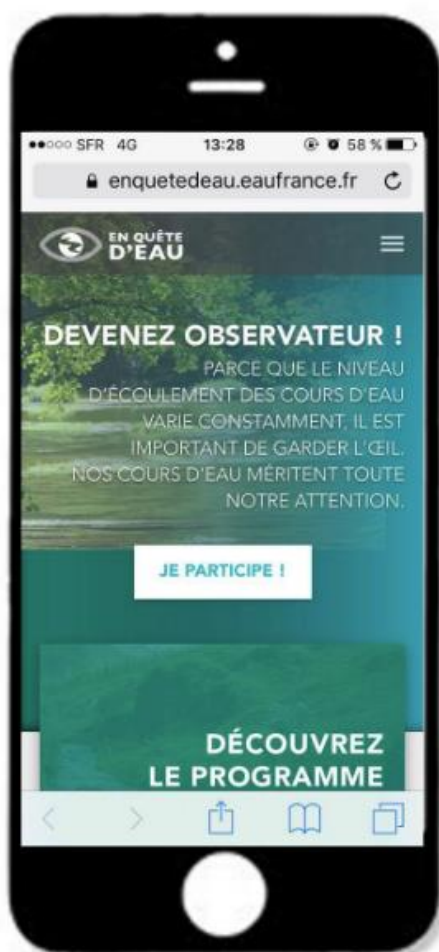 SFR 4G 13:28 58 %
enquetedeau.eaufrance.fr
EN QUÊTE
D'EAU
DEVENEZ OBSERVATEUR !
PARCE QUE LE NIVEAU
D'ÉCOULEMENT DES COURS D'EAU
VARIE CONSTAMMENT, IL EST
IMPORTANT DE GARDER L'ŒIL.
NOS COURS D'EAU MÉRITENT TOUTE
NOTRE ATTENTION.
JE PARTICIPE !
DÉCOUVREZ
LE PROGRAMME